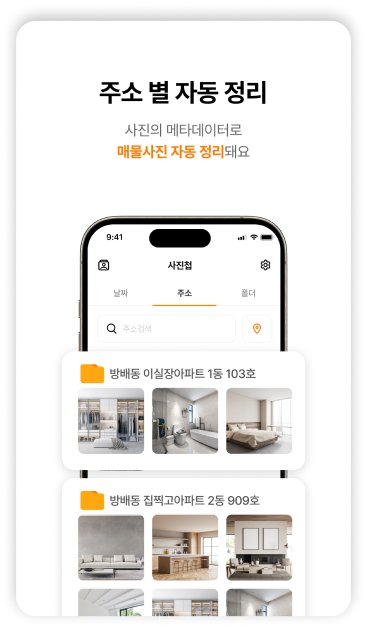 주소 별 자동 정리
사진의 메타데이터로
매물사진 자동 정리돼요
9:41
사진첩
날짜 주소 폴더
주소검색
방배동 이실장아파트 1동 103호
방배동 집찍고아파트 2동 909호